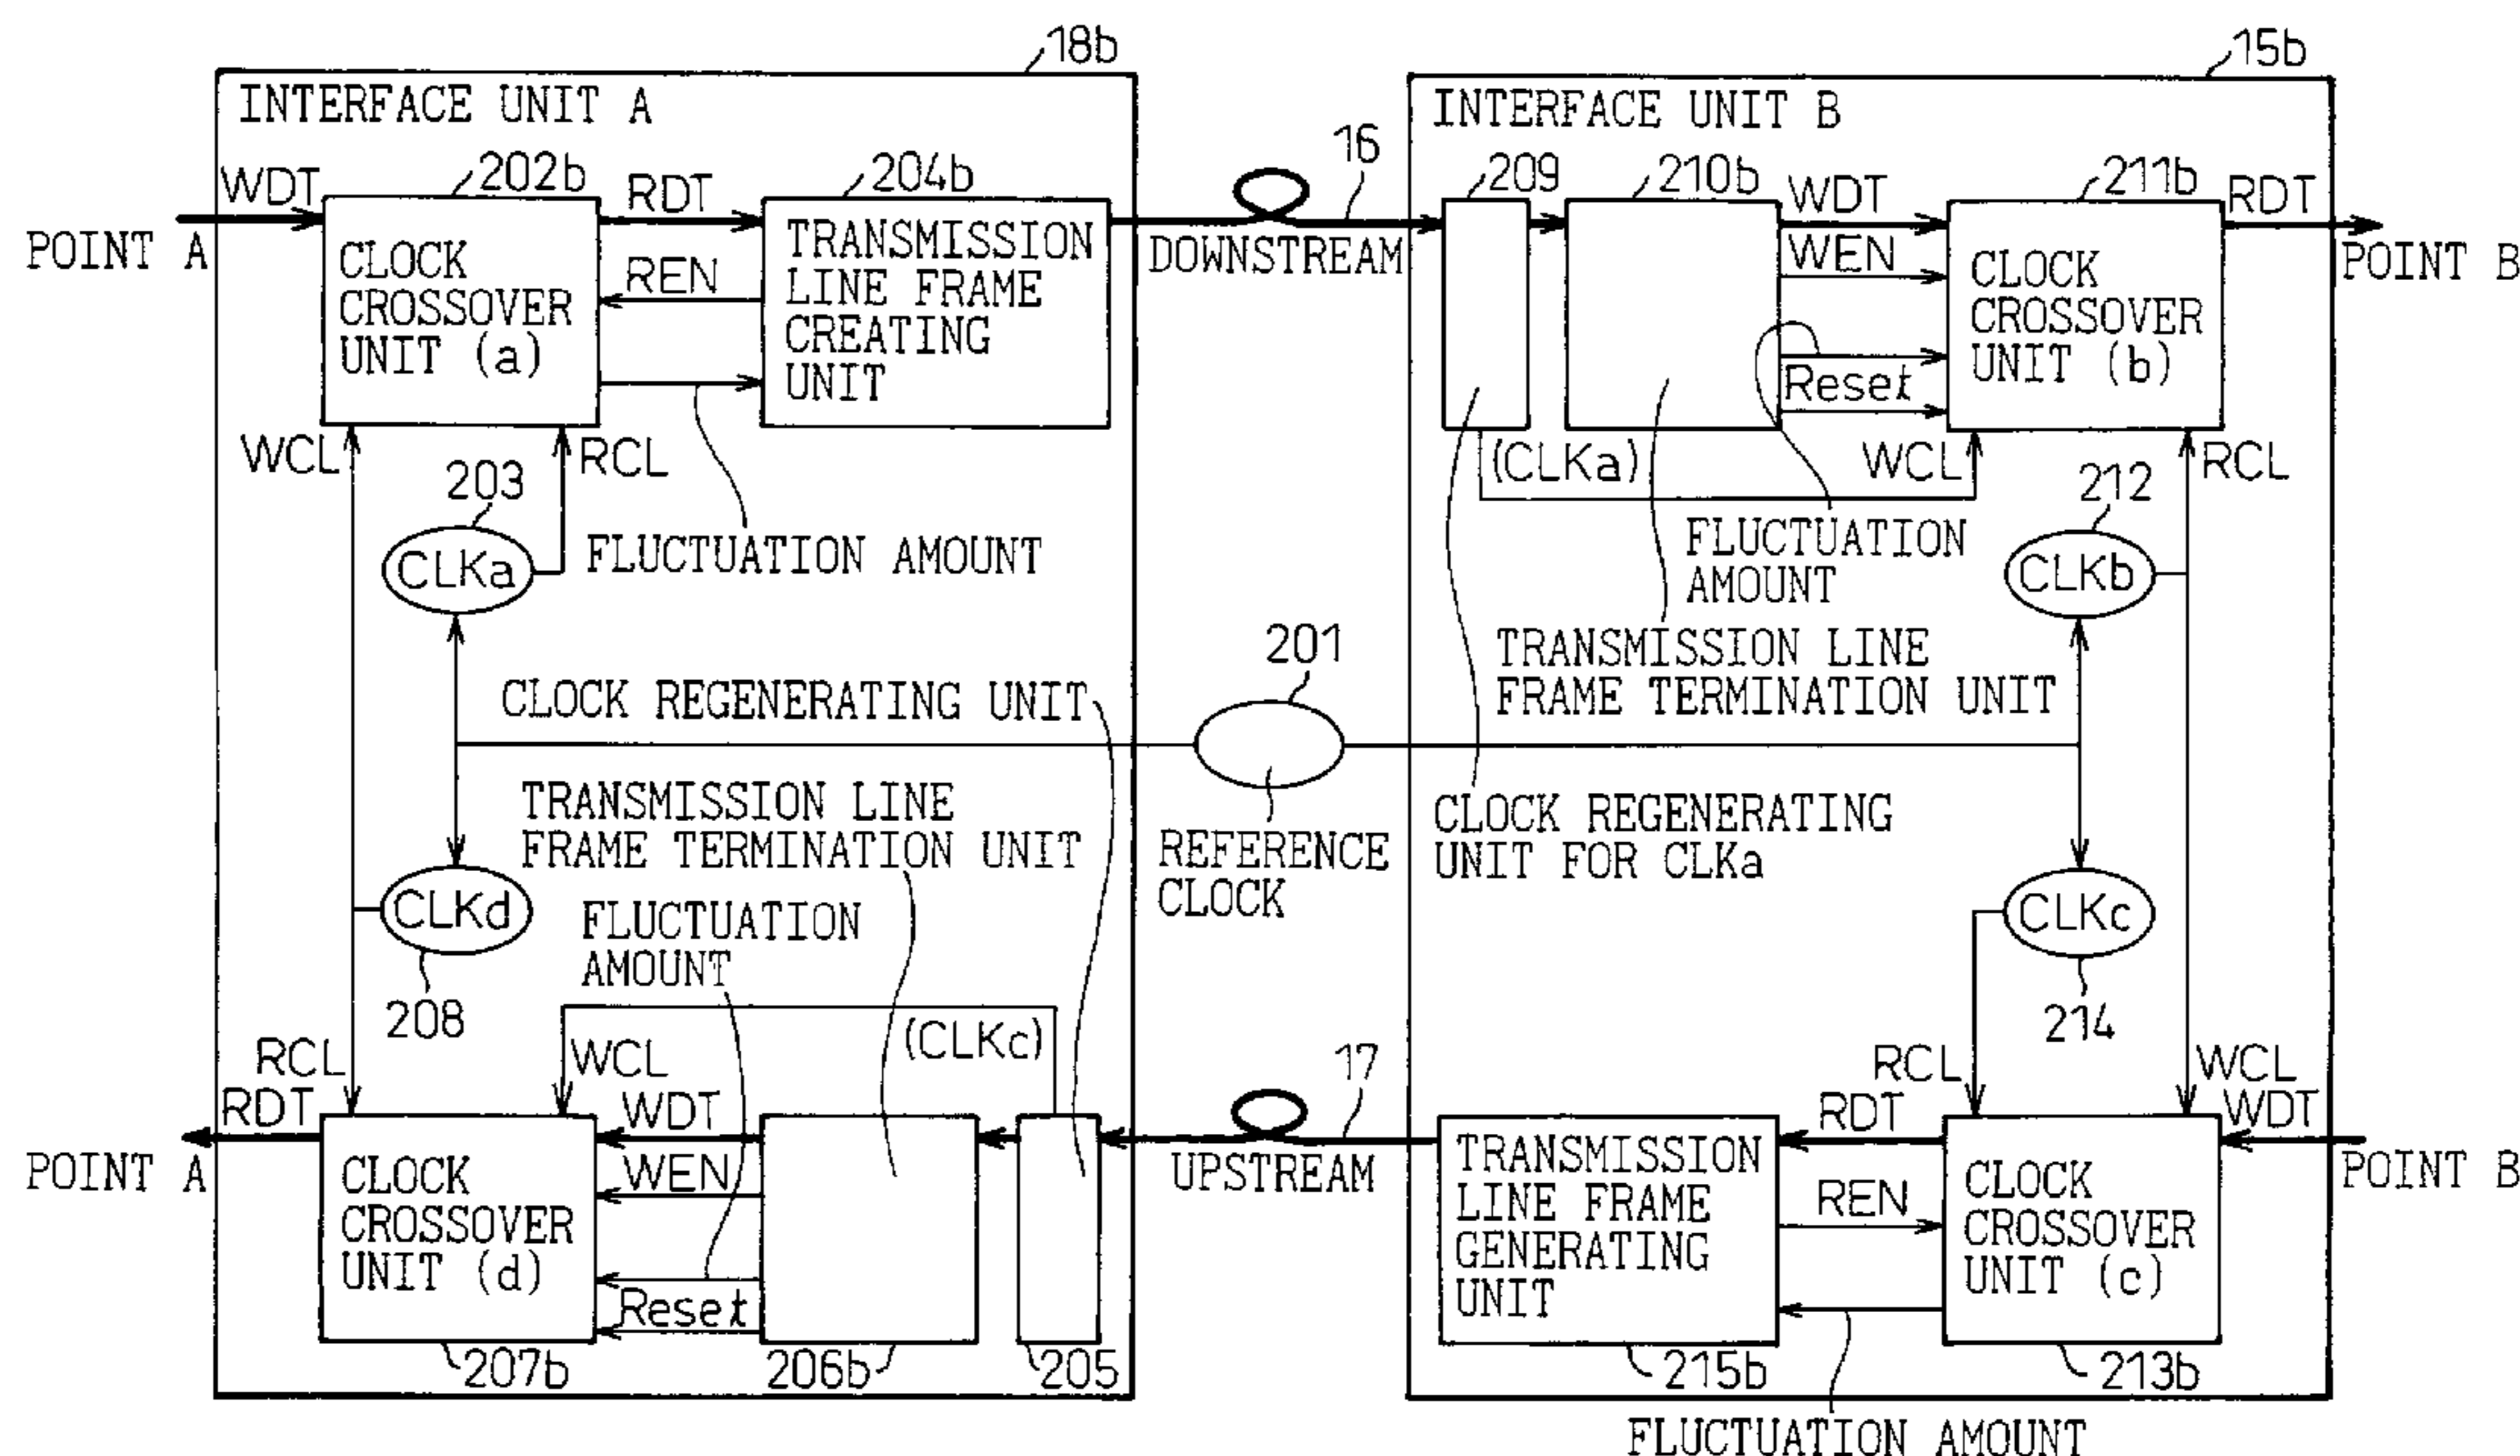 18b
15b
INTERFACE UNIT A
INTERFACE UNIT B
WDT
202b
RDT
204b
16
209
210b
WDT
211b
RDT
POINT A
CLOCK
CROSSOVER
UNIT (a)
REN
TRANSMISSION
LINE FRAME
CREATING
UNIT
DOWNSTREAM
WEN
Reset
CLOCK
CROSSOVER
UNIT (b)
POINT B
WCL
RCL
203
CLKa
FLUCTUATION AMOUNT
(CLKa)
WCL
RCL
212
CLKb
FLUCTUATION
AMOUNT
TRANSMISSION LINE
FRAME TERMINATION UNIT
201
CLOCK REGENERATING UNIT
REFERENCE
CLOCK
CLOCK REGENERATING
UNIT FOR CLKa
TRANSMISSION LINE
FRAME TERMINATION UNIT
CLKd
208
FLUCTUATION
AMOUNT
CLKc
214
RCL
WCL
(CLKc)
RCL
WCL
RDT
WDT
17
RDT
WDT
POINT A
CLOCK
CROSSOVER
UNIT (d)
WEN
Reset
UPSTREAM
TRANSMISSION
LINE FRAME
GENERATING
UNIT
REN
CLOCK
CROSSOVER
UNIT (c)
POINT B
207b
206b
205
215b
213b
FLUCTUATION AMOUNT